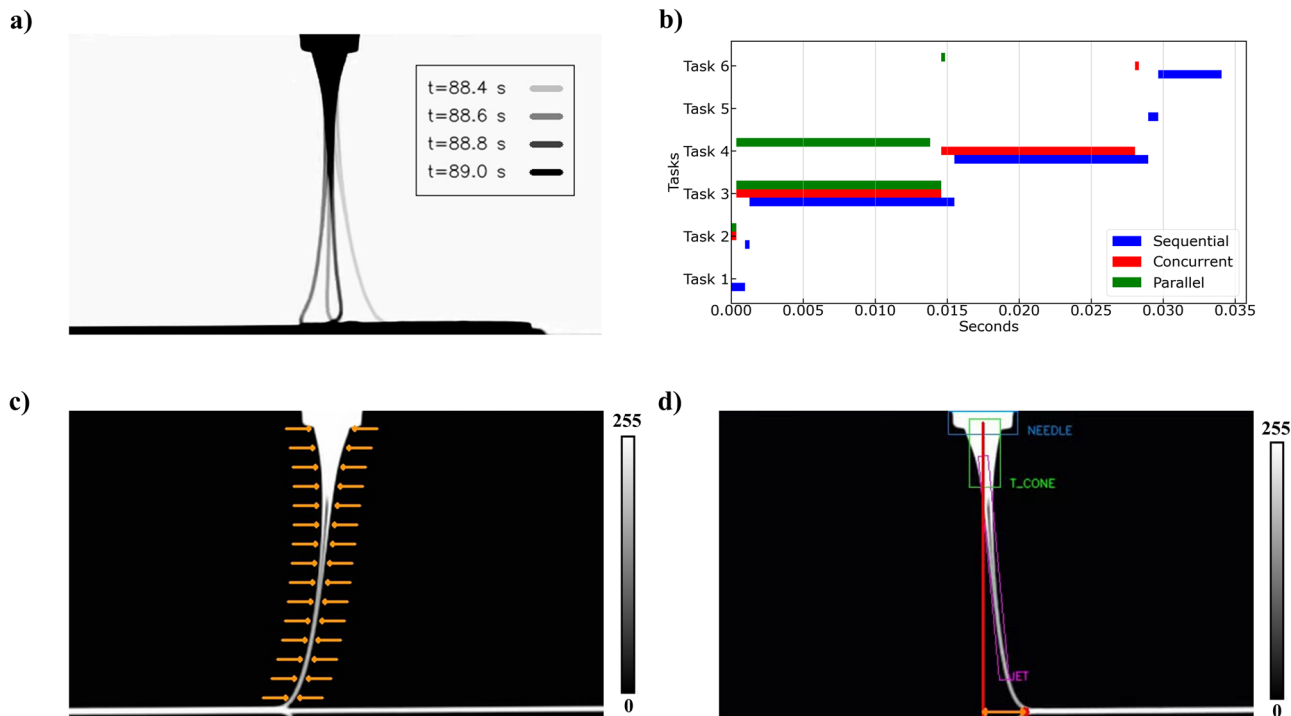 a)
t=88.4 s
t=88.6 s
t=88.8 s
t=89.0 s
b)
Tasks
Task 6
Task 5
Task 4
Task 3
Task 2
Task 1
Sequential
Concurrent
Parallel
0.000 0.005 0.010 0.015 0.020 0.025 0.030 0.035
Seconds
c)
255
0
d)
NEEDLE
T_CONE
JET
255
0